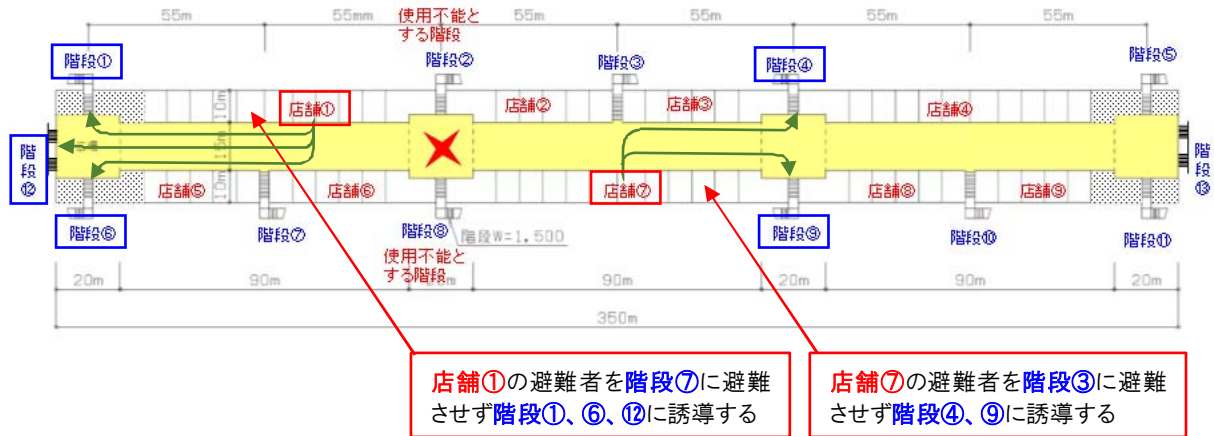 55m 55mm 使用不能と 55m 55m 55m 55m
する階段
階段① 階段② 階段③ 階段④ 階段⑤
店舗① 店舗② 店舗③ 店舗④
10m
15m
10m
階段⑫
階段⑬
店舗⑤ 店舗⑥ 店舗⑦ 店舗⑧ 店舗⑨
階段⑥ 階段⑦ 階段⑧ 階段W=1,500 階段⑨ 階段⑩ 階段⑪
使用不能と
する階段
20m 90m 90m 20m 90m 20m
350m
店舗①の避難者を階段⑦に避難
させず階段①、⑥、⑫に誘導する
店舗⑦の避難者を階段③に避難
させず階段④、⑨に誘導する